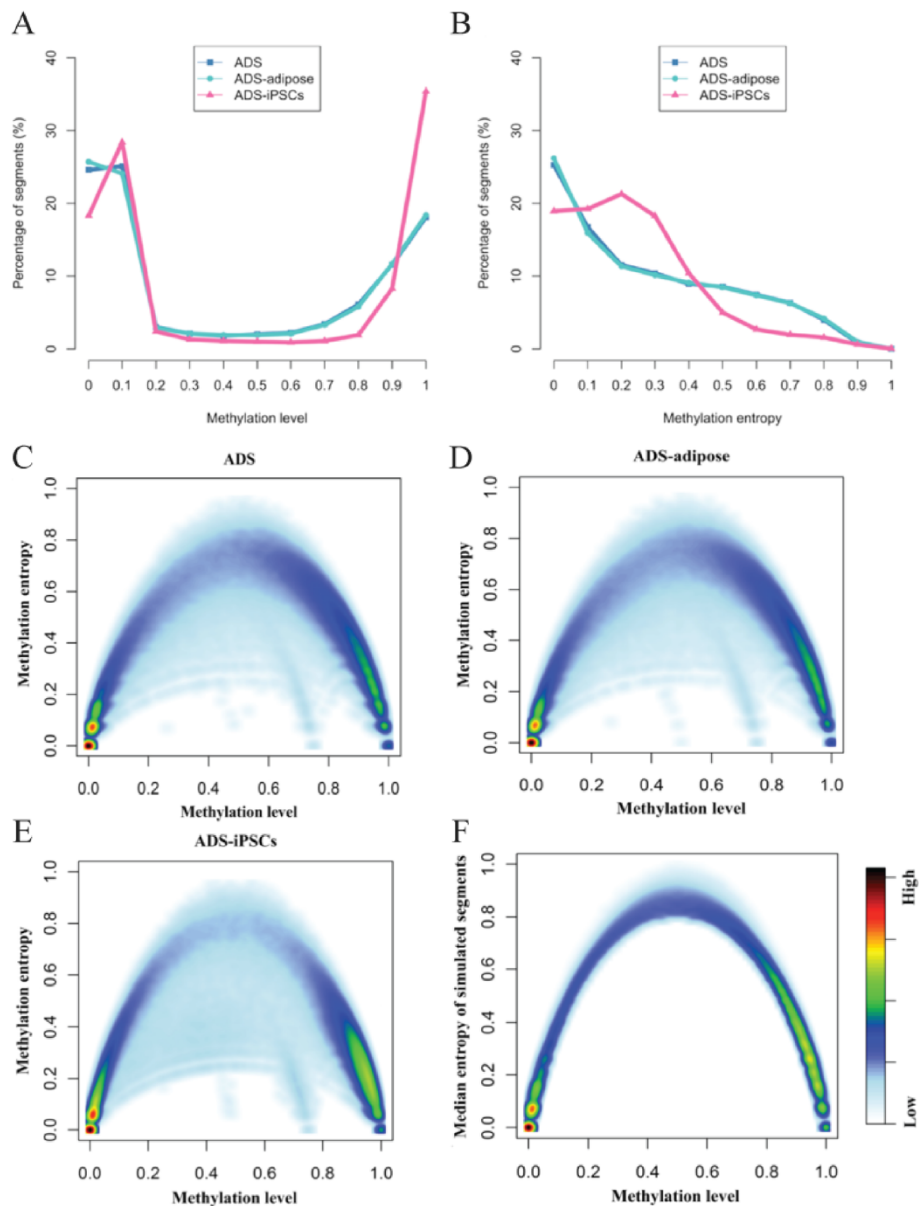 A
B
ADS
ADS-adipose
ADS-iPSCs
Percentage of segments (%)
0 10 20 30 40
0 0.1 0.2 0.3 0.4 0.5 0.6 0.7 0.8 0.9 1
Methylation level
ADS
ADS-adipose
ADS-iPSCs
Percentage of segments (%)
0 10 20 30 40
0 0.1 0.2 0.3 0.4 0.5 0.6 0.7 0.8 0.9 1
Methylation entropy
C
ADS
Methylation entropy
0.0 0.2 0.4 0.6 0.8 1.0
0.0 0.2 0.4 0.6 0.8 1.0
Methylation level
D
ADS-adipose
Methylation entropy
0.0 0.2 0.4 0.6 0.8 1.0
0.0 0.2 0.4 0.6 0.8 1.0
Methylation level
E
ADS-iPSCs
Methylation entropy
0.0 0.2 0.4 0.6 0.8 1.0
0.0 0.2 0.4 0.6 0.8 1.0
Methylation level
F
Median entropy of simulated segments
0.0 0.2 0.4 0.6 0.8 1.0
0.0 0.2 0.4 0.6 0.8 1.0
Methylation level
High
Low